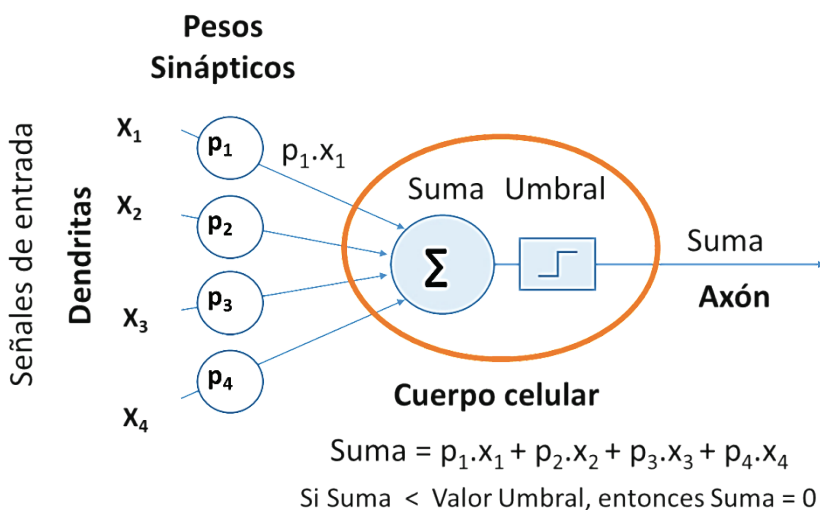 Pesos
Sinápticos
Señales de entrada
Dendritas
X₁
X₂
X₃
X₄
p₁
p₂
p₃
p₄
p₁.x₁
Suma Umbral
Σ
Suma
Axón
Cuerpo celular
Suma = p₁.x₁ + p₂.x₂ + p₃.x₃ + p₄.x₄
Si Suma < Valor Umbral, entonces Suma = 0